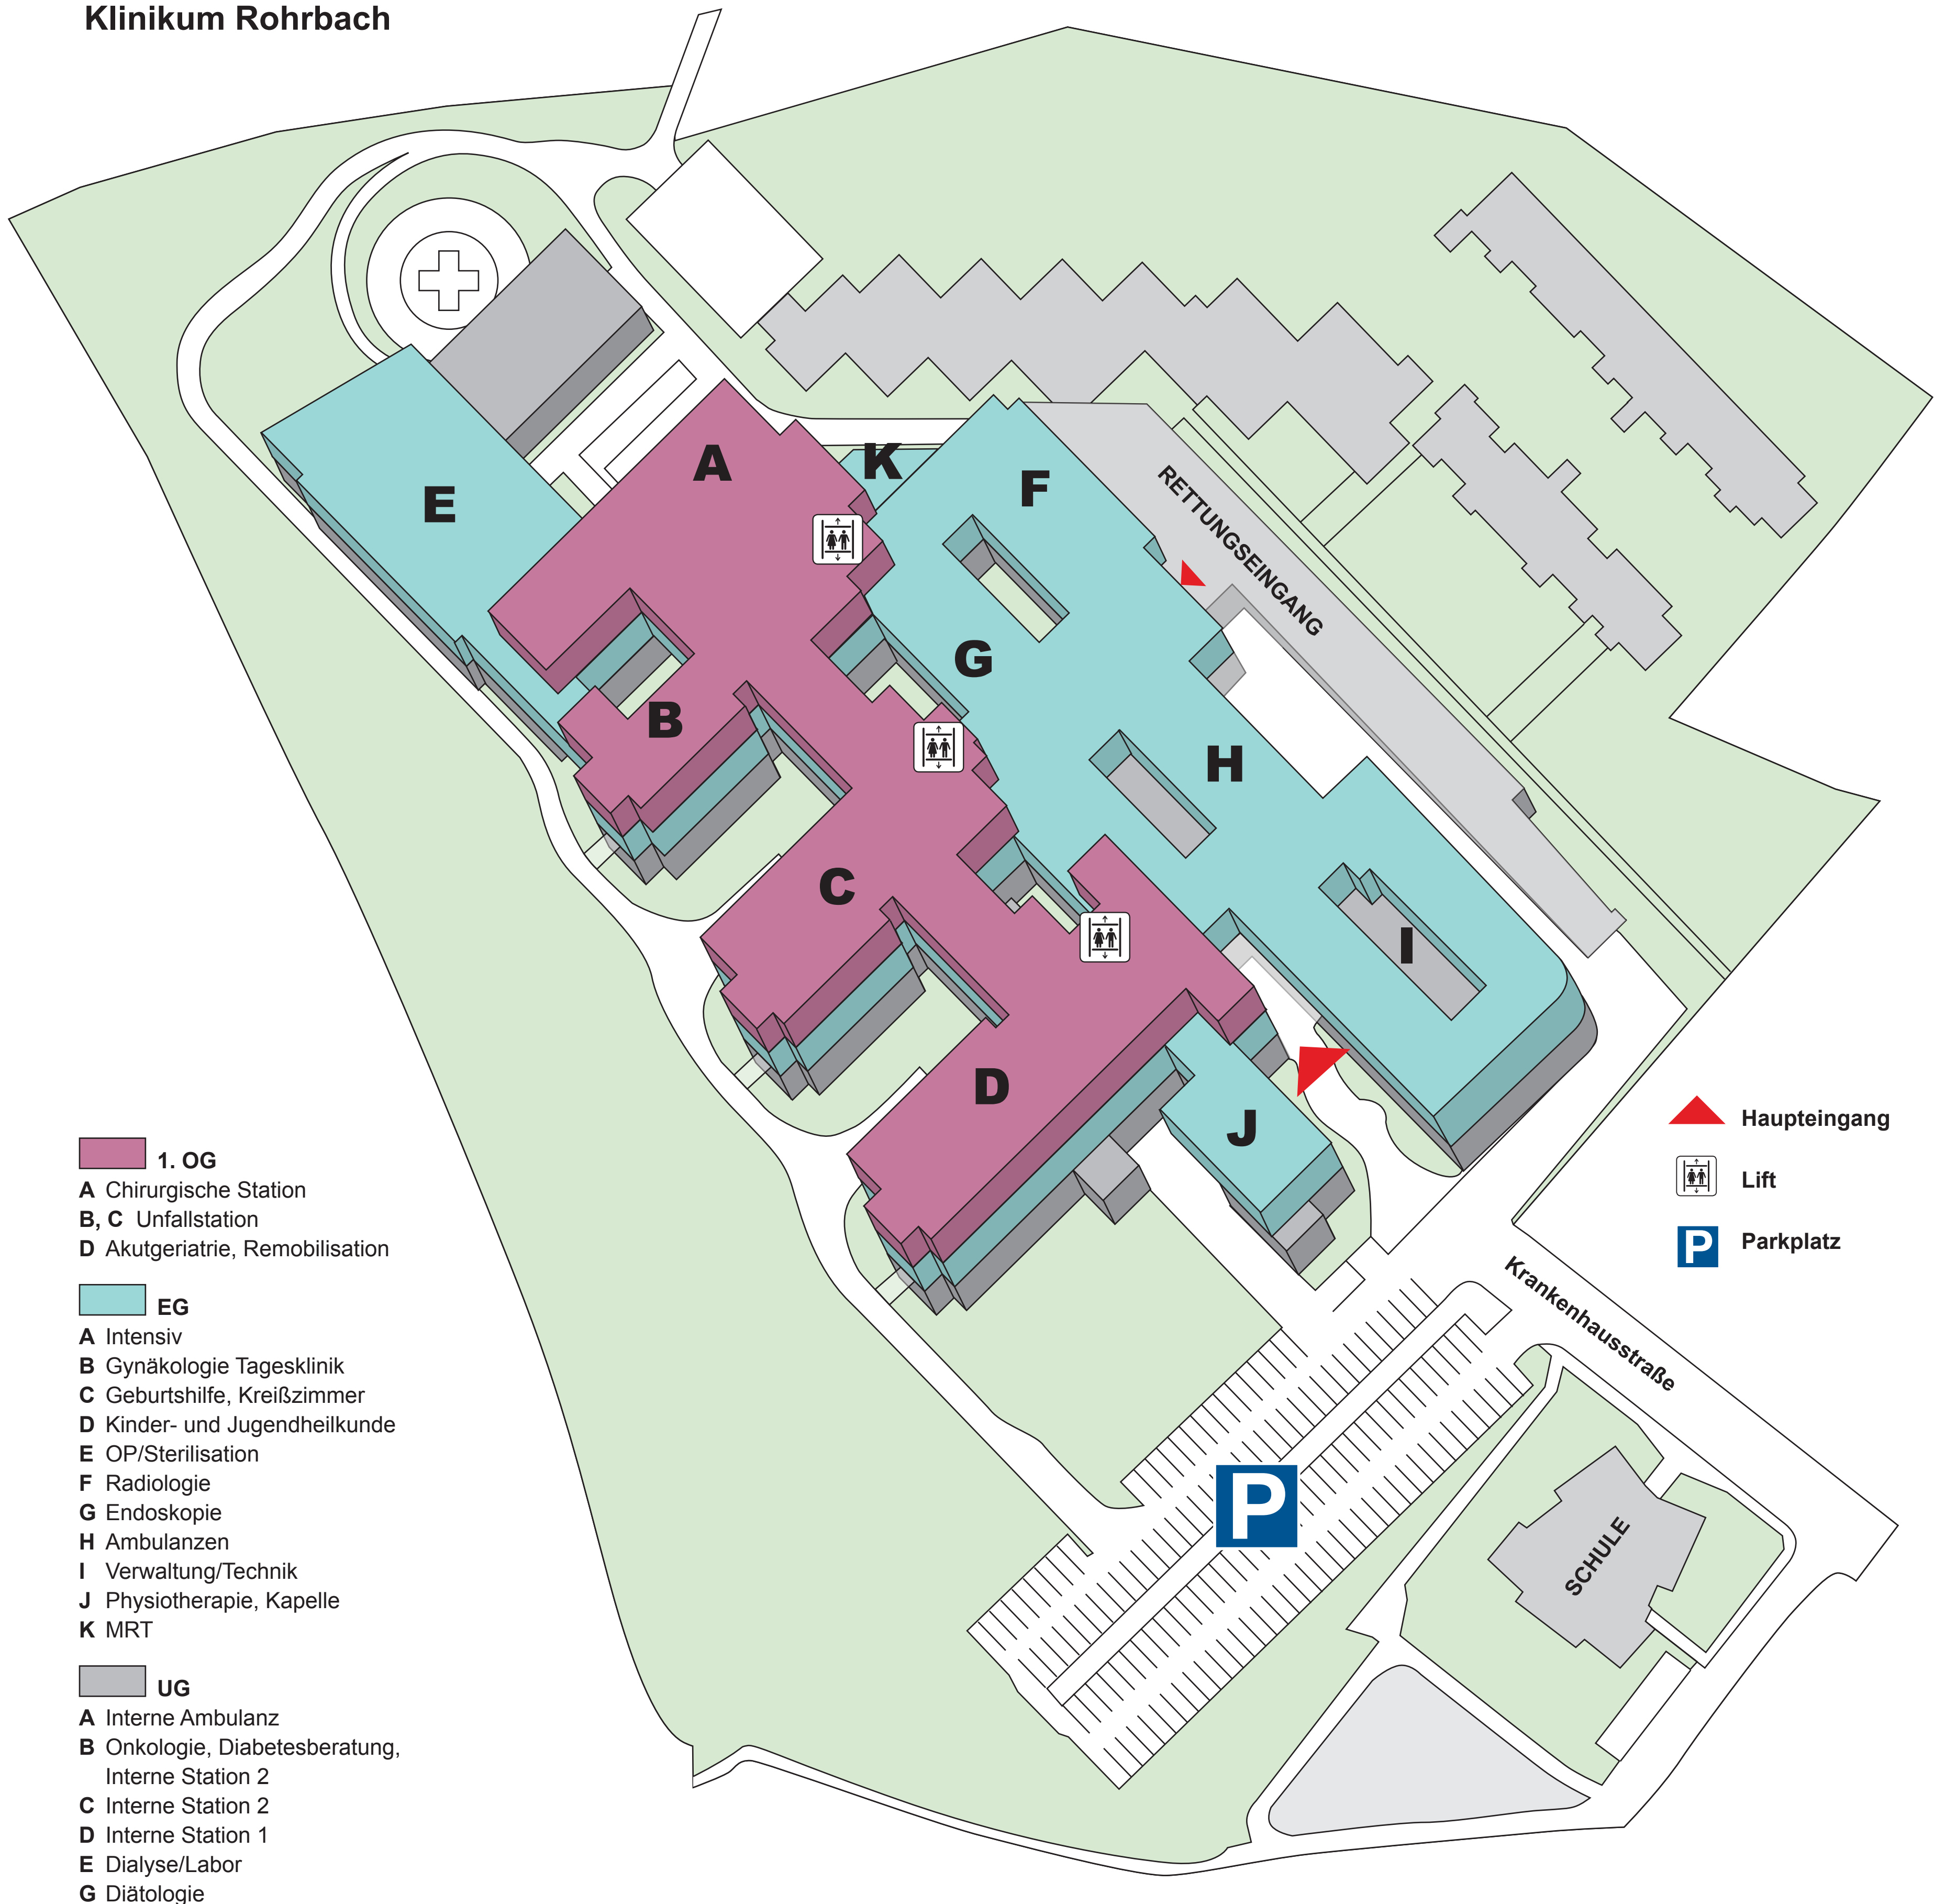 Klinikum Rohrbach
A
K
F
E
RETTUNGSEINGANG
G
B
H
C
I
D
J
1. OG
A Chirurgische Station
B, C Unfallstation
D Akutgeriatrie, Remobilisation
EG
A Intensiv
B Gynäkologie Tagesklinik
C Geburtshilfe, Kreißzimmer
D Kinder- und Jugendheilkunde
E OP/Sterilisation
F Radiologie
G Endoskopie
H Ambulanzen
I Verwaltung/Technik
J Physiotherapie, Kapelle
K MRT
UG
A Interne Ambulanz
B Onkologie, Diabetesberatung,
Interne Station 2
C Interne Station 2
D Interne Station 1
E Dialyse/Labor
G Diätologie
Haupteingang
Lift
P Parkplatz
Krankenhausstraße
P
SCHULE